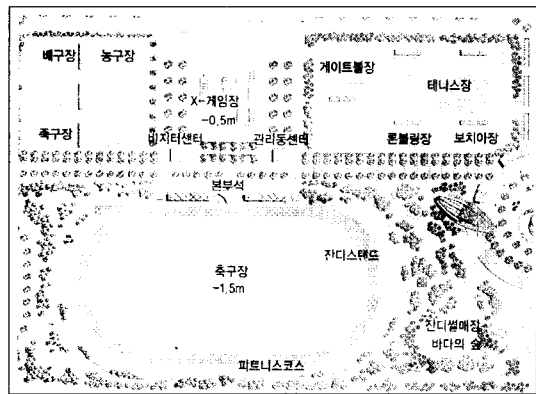 배구장
농구장
게이트볼장
테니스장
X-게임장
-0.5m
족구장
비지터센터
관리동센터
론볼링장
보치아장
본부석
잔디스탠드
축구장
-1.5m
잔디썰매장
바다의 숲
피트니스코스